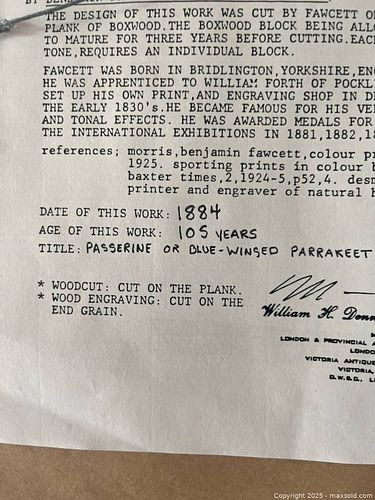 THE DESIGN OF THIS WORK WAS CUT BY FAWCETT O
PLANK OF BOXWOOD.THE BOXWOOD BLOCK BEING ALL
TO MATURE FOR THREE YEARS BEFORE CUTTING.EAC
TONE,REQUIRES AN INDIVIDUAL BLOCK.
FAWCETT WAS BORN IN BRIDLINGTON,YORKSHIRE,EN
HE WAS APPRENTICED TO WILLIAM FORTH OF POCKL
SET UP HIS OWN PRINT,AND ENGRAVING SHOP IN D
THE EARLY 1830's.HE BECAME FAMOUS FOR HIS VE
AND TONAL EFFECTS. HE WAS AWARDED MEDALS FOR
THE INTERNATIONAL EXHIBITIONS IN 1881,1882,18
references; morris,benjamin fawcett,colour p
1925. sporting prints in colour b
baxter times,2,1924-5,p52,4. desm
printer and engraver of natural h
DATE OF THIS WORK: 1884
AGE OF THIS WORK: 105 YEARS
TITLE: PASSERINE OR BLUE-WINGED PARRAKEET
* WOODCUT: CUT ON THE PLANK.
* WOOD ENGRAVING: CUT ON THE
END GRAIN.
William H. Denn
LONDON & PROVINCIAL A
LONDO
VICTORIA ANTIQUE
VICTORIA,
D.W.B.D., L
Copyright 2025 - maxsold.com